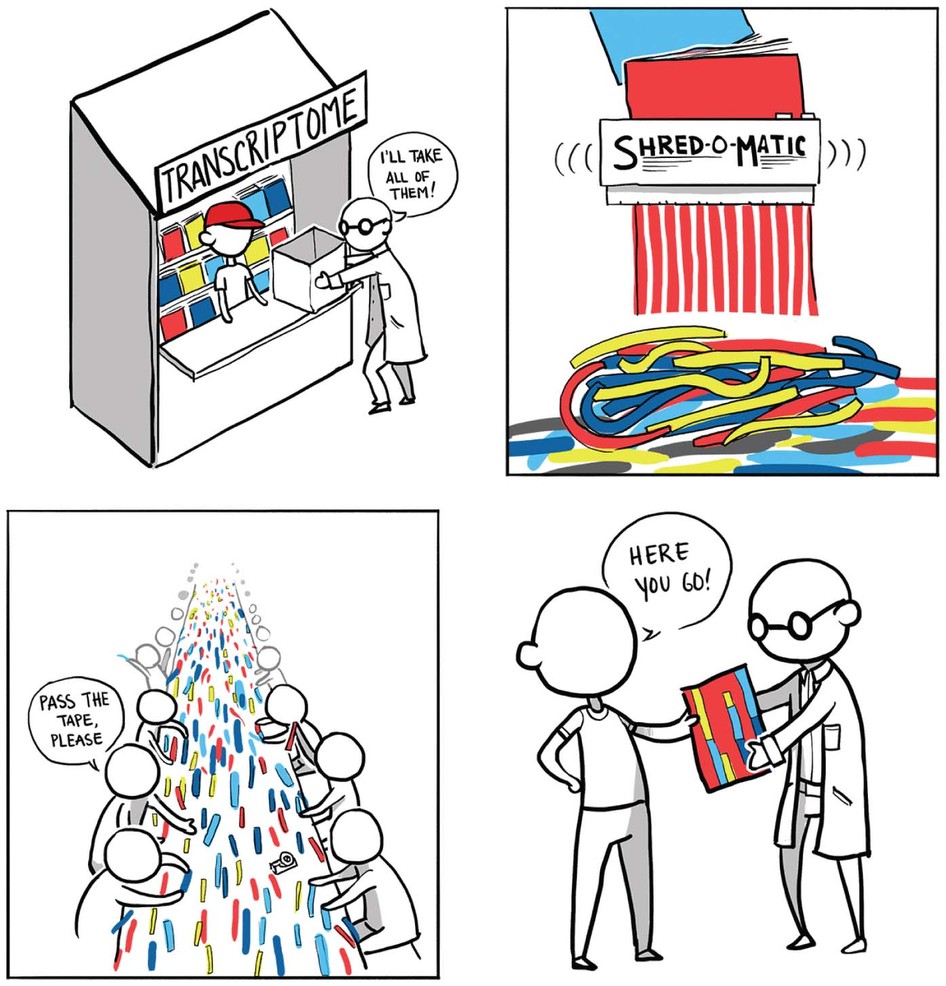 TRANSCRIPTOME
I'LL TAKE
ALL OF
THEM!
SHRED-O-MATIC
PASS THE
TAPE,
PLEASE
HERE
YOU GO!